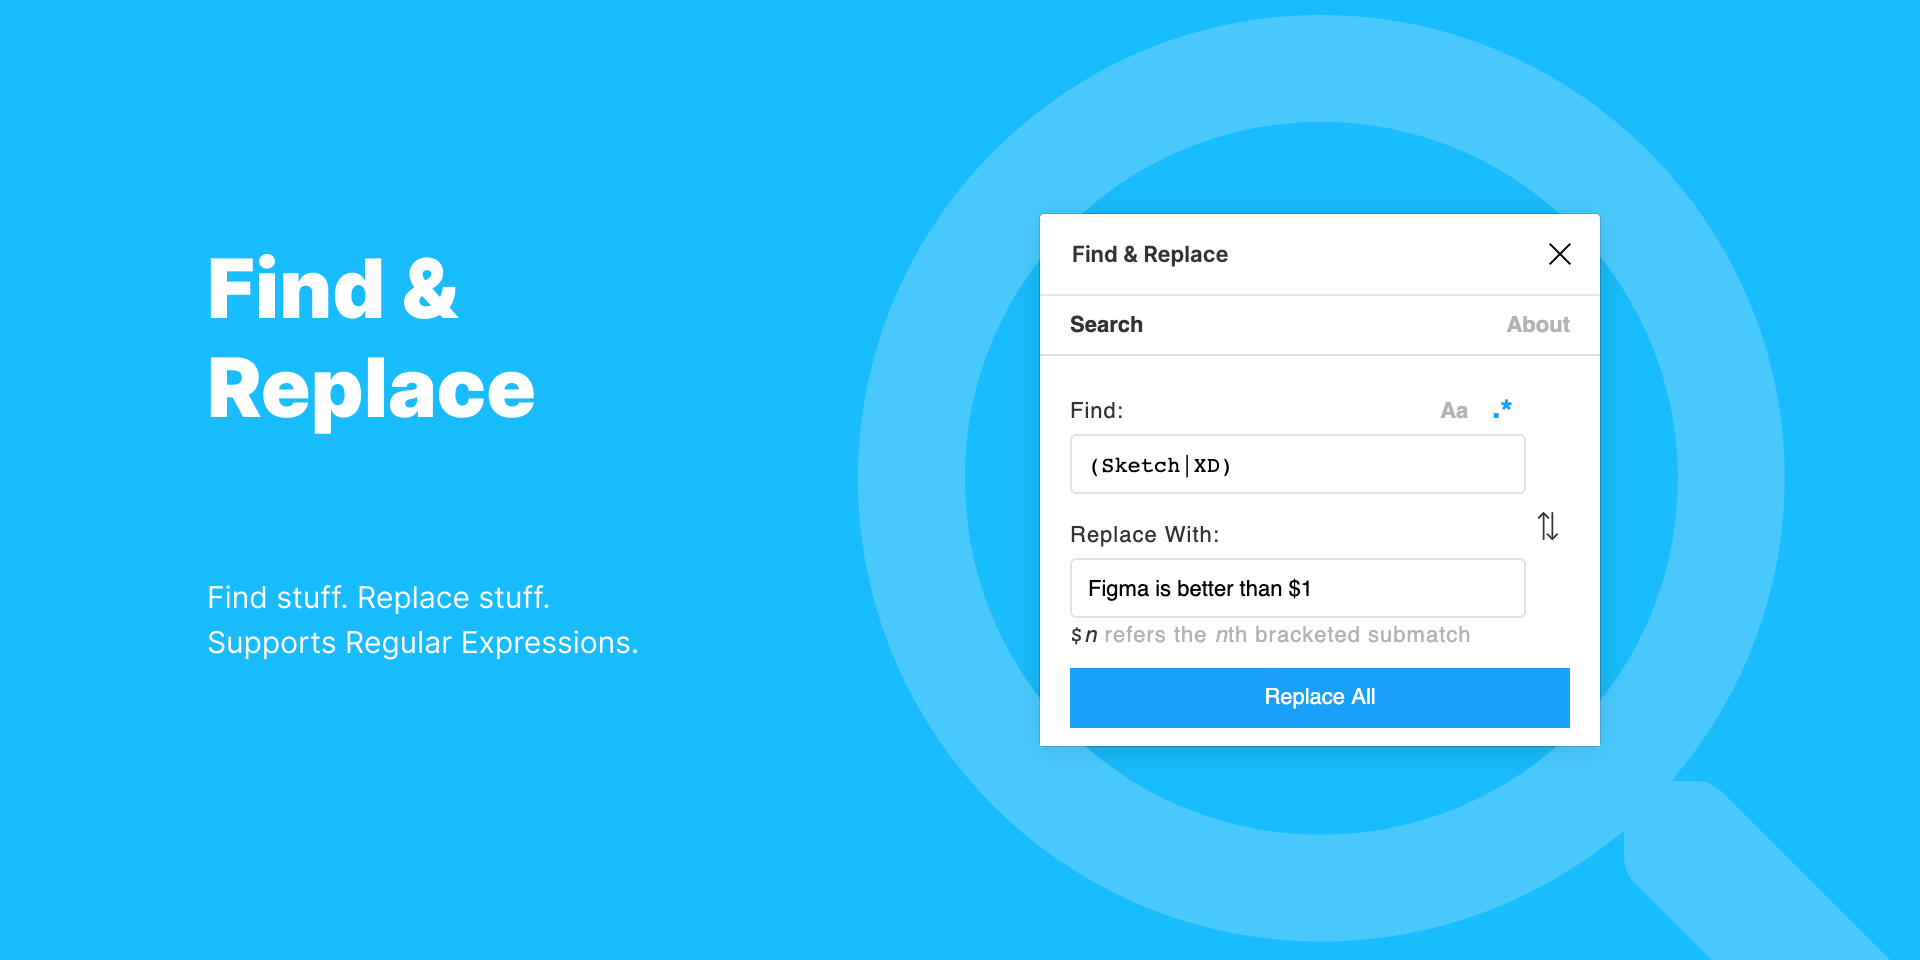 Find &
Replace
Find stuff. Replace stuff.
Supports Regular Expressions.
Find & Replace
Search About
Find: Aa .*
(Sketch|XD)
Replace With:
Figma is better than $1
$n refers the nth bracketed submatch
Replace All